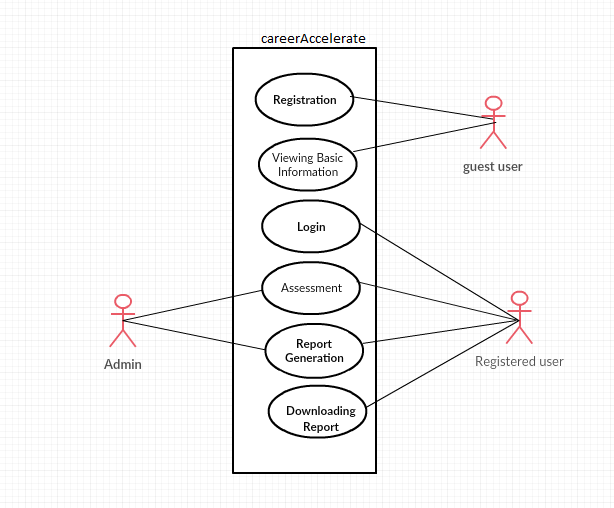 careerAccelerate
Registration
guest user
Viewing Basic
Information
Login
Assessment
Admin
Report
Generation
Registered user
Downloading
Report